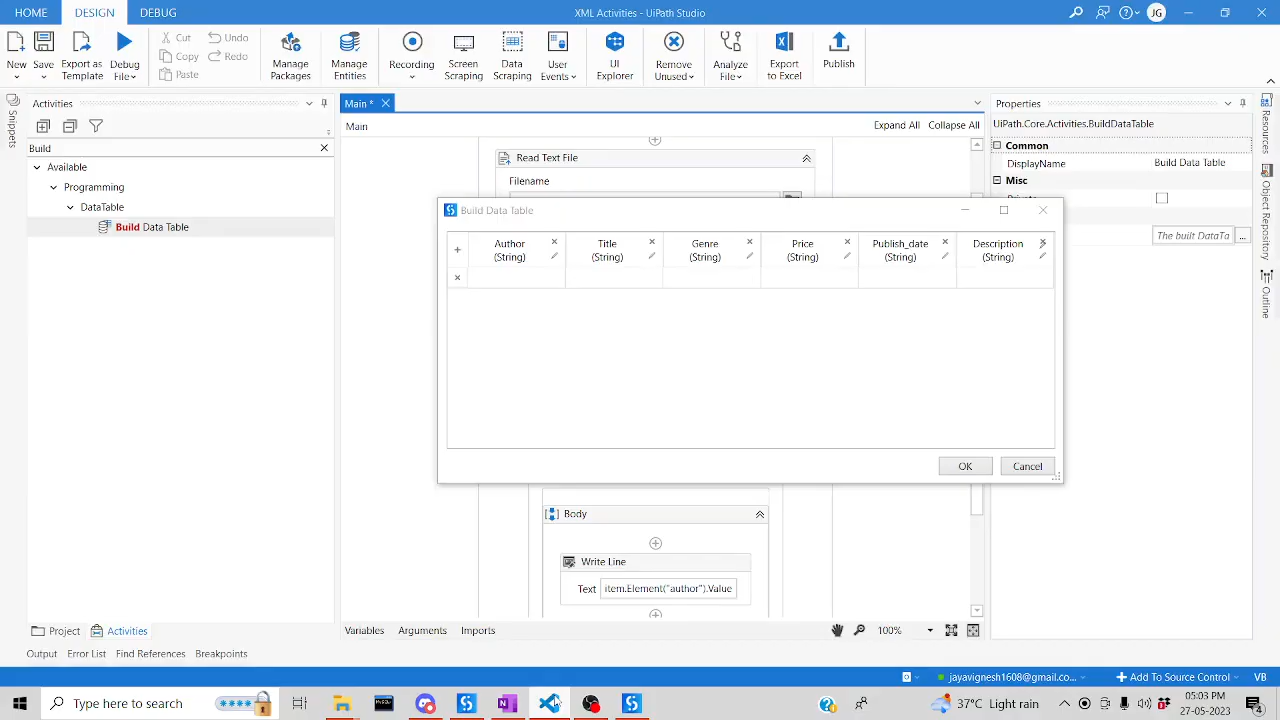 HOME
DESIGN
DEBUG
XML Activities - UiPath Studio
JG
New
Save
Export as Template
Debug File
Cut
Copy
Paste
Undo
Redo
Manage Packages
Manage Entities
Recording
Screen Scraping
Data Scraping
User Events
UI Explorer
Remove Unused
Analyze File
Export to Excel
Publish
Snippets
Activities
Build
Available
Programming
DataTable
Build Data Table
Project
Activities
Main *
Main
Expand All
Collapse All
Read Text File
Filename
Build Data Table
Author (String)
Title (String)
Genre (String)
Price (String)
Publish_date (String)
Description (String)
OK
Cancel
Body
Write Line
Text
item.Element("author").Value
Variables
Arguments
Imports
100%
Properties
UiPath.Core.Activities.BuildDataTable
Common
DisplayName
Build Data Table
Misc
The built DataTa
...
Resources
Object Repository
Outline
Output
Error List
Find References
Breakpoints
jayavignesh1608@gmail.co...
Add To Source Control
VB
Type here to search
37°C Light rain
05:03 PM
27-05-2023
4